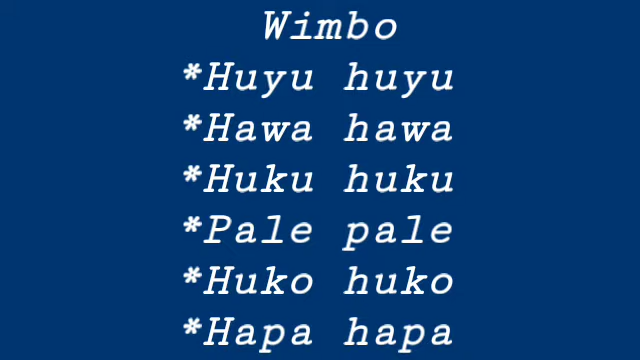 Wimbo
*Huyu huyu
*Hawa hawa
*Huku huku
*Pale pale
*Huko huko
*Hapa hapa